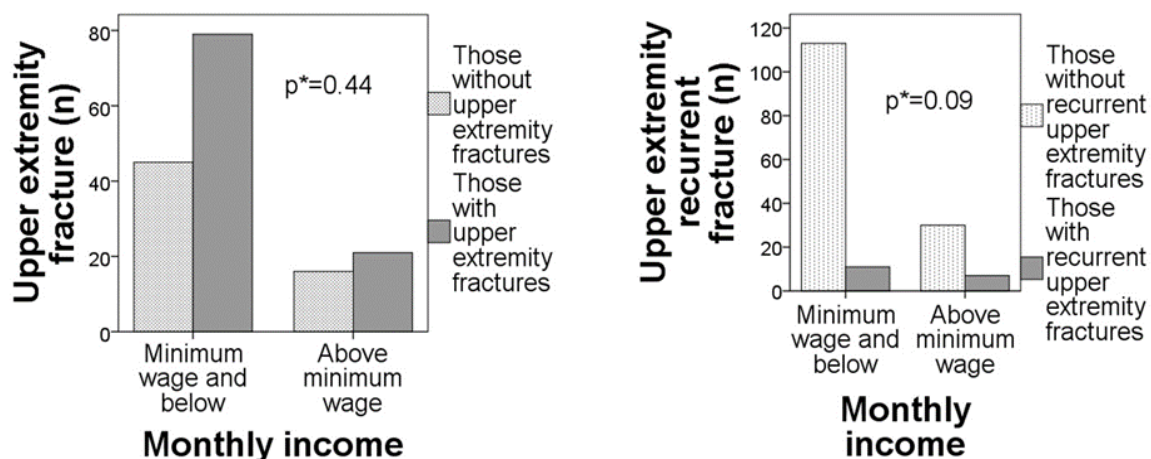 Upper extremity
fracture (n)
80
60
40
20
0
p*=0.44
Minimum
wage and
below
Above
minimum
wage
Monthly income
Those
without
upper
extremity
fractures
Those
with
upper
extremity
fractures
Upper extremity
recurrent
fracture (n)
120
100
80
60
40
20
0
p*=0.09
Minimum
wage and
below
Above
minimum
wage
Monthly
income
Those
without
recurrent
upper
extremity
fractures
Those
with
recurrent
upper
extremity
fractures